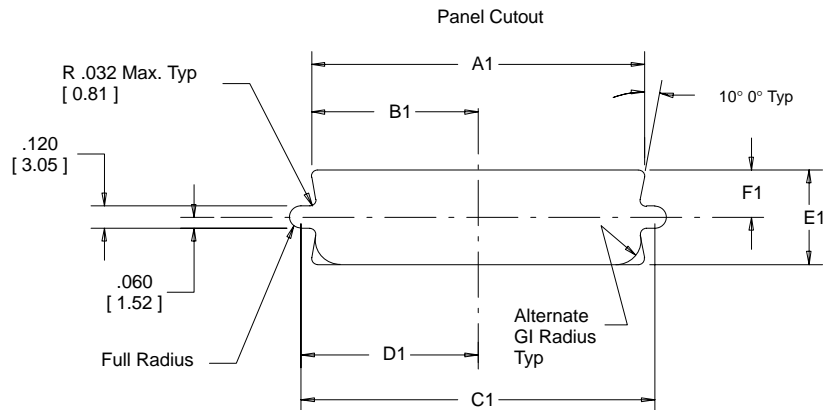 Panel Cutout
A1
R .032 Max. Typ
[ 0.81 ]
10° 0° Typ
B1
.120
[ 3.05 ]
F1
E1
.060
[ 1.52 ]
Alternate
GI Radius
Typ
Full Radius
D1
C1